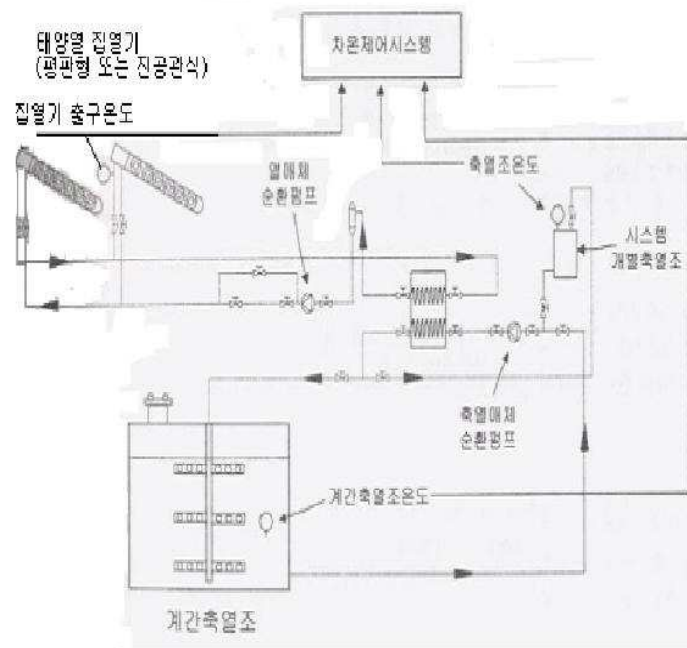 태양열 집열기
(평판형 또는 진공관식)
차온제어시스템
집열기 출구온도
열매체
순환펌프
축열조온도
시스템
개별축열조
축열매체
순환펌프
계간축열조온도
계간축열조